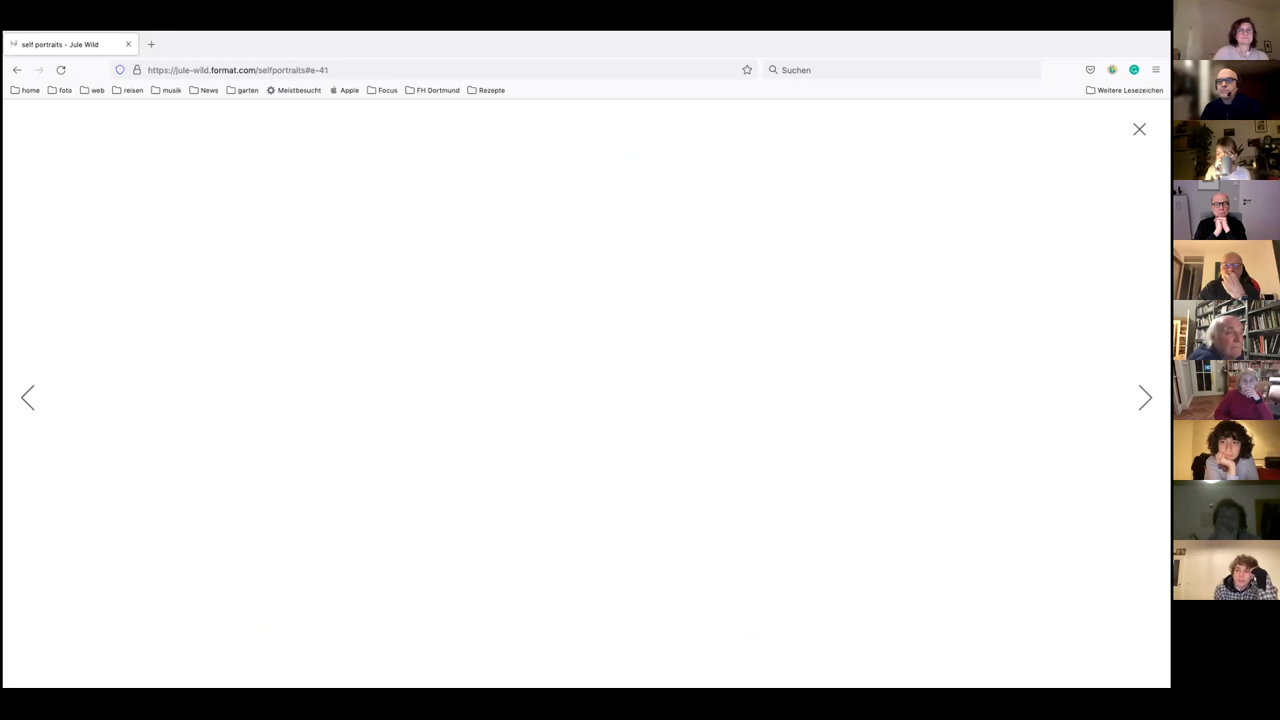 self portraits - Jule Wild
https://jule-wild.format.com/selfportraits#e-41
Suchen
home foto web reisen musik News garten Meistbesucht Apple Focus FH Dortmund Rezepte Weitere Lesezeichen